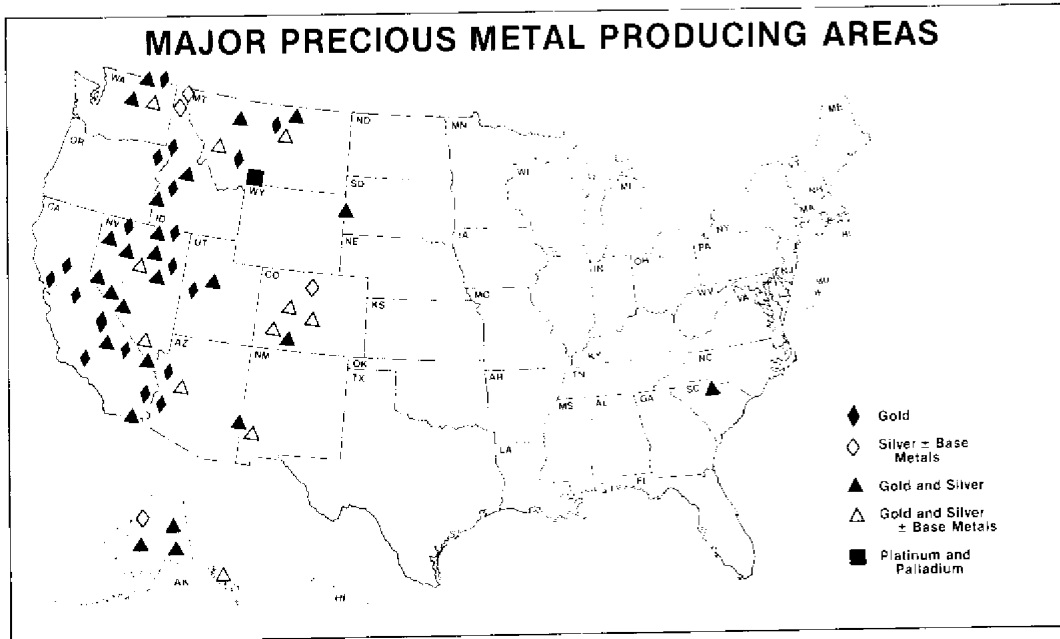 MAJOR PRECIOUS METAL PRODUCING AREAS
WA
MT
ND
MN
ME
OR
VT
WI
MI
NH
SD
WY
MA
NY
CA
ID
RI
NV
IA
PA
UT
NE
OH
IN
NJ
CO
WV
VA
KS
KY
AZ
NC
NM
OK
TX
TN
SC
MS
AL
GA
LA
FL
AK
HI
Gold
Silver ± Base
Metals
Gold and Silver
Gold and Silver
± Base Metals
Platinum and
Palladium